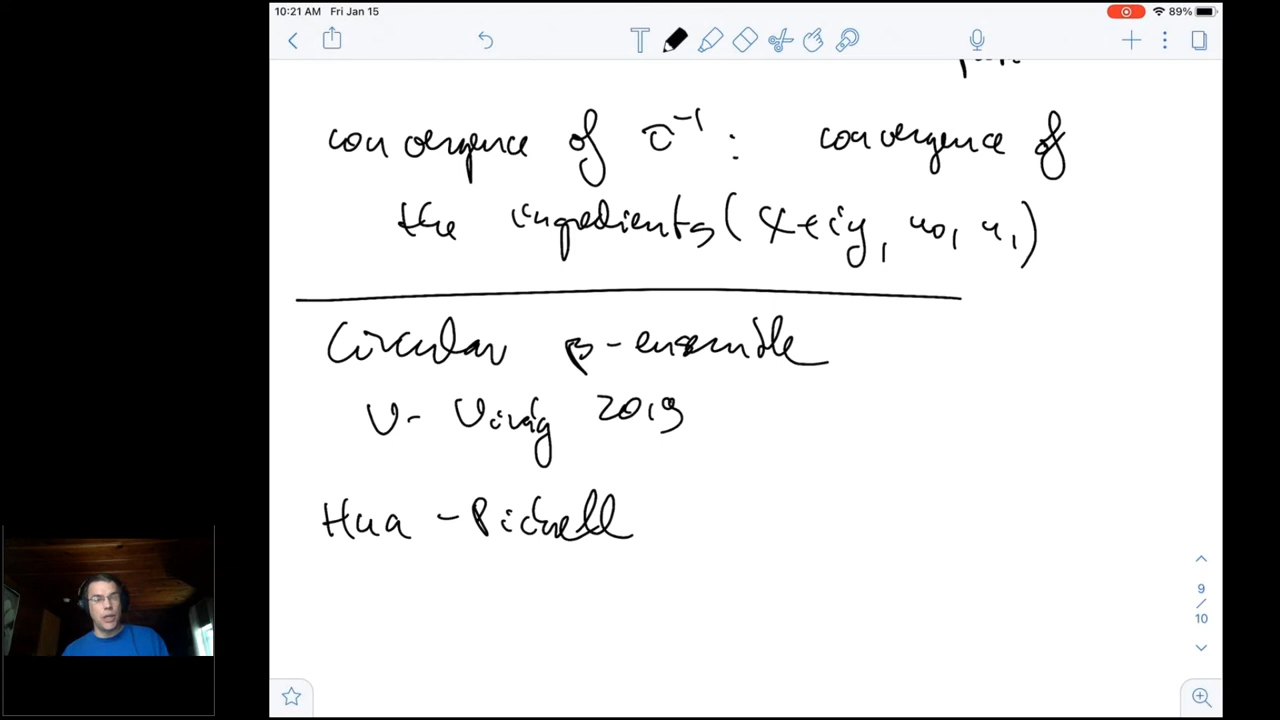 10:21 AM Fri Jan 15
89%
T
convergence of τ⁻¹ : convergence of
the ingredients ( x+iy, u₀, u₁ )
Circular β-ensemble
V- Virág 2019
Hua - Pickrell
9
/
10